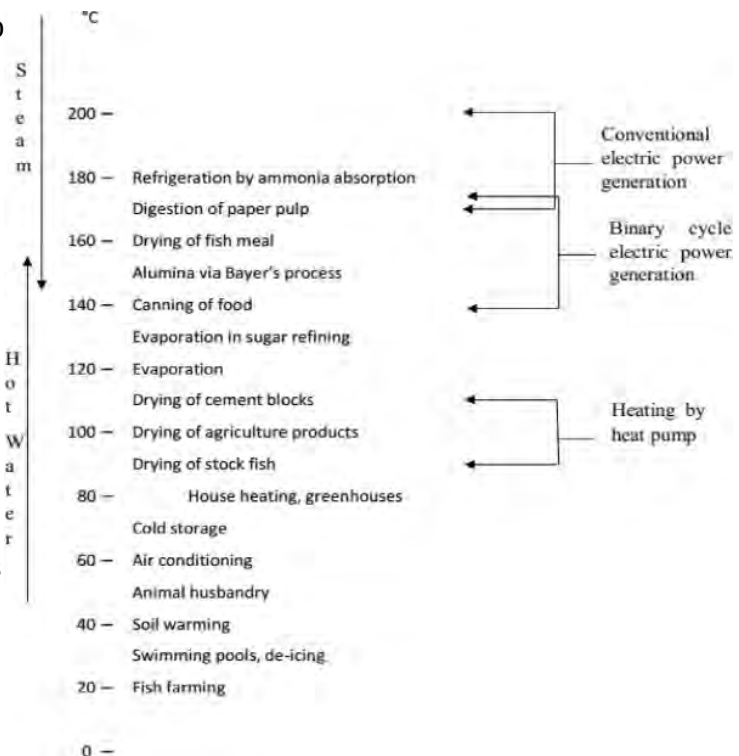 °C
Steam
200 —
Conventional
electric power
generation
180 — Refrigeration by ammonia absorption
Digestion of paper pulp
160 — Drying of fish meal
Binary cycle
electric power
generation
Alumina via Bayer's process
140 — Canning of food
Evaporation in sugar refining
Hot Water
120 — Evaporation
Drying of cement blocks
Heating by
heat pump
100 — Drying of agriculture products
Drying of stock fish
80 — House heating, greenhouses
Cold storage
60 — Air conditioning
Animal husbandry
40 — Soil warming
Swimming pools, de-icing
20 — Fish farming
0 —